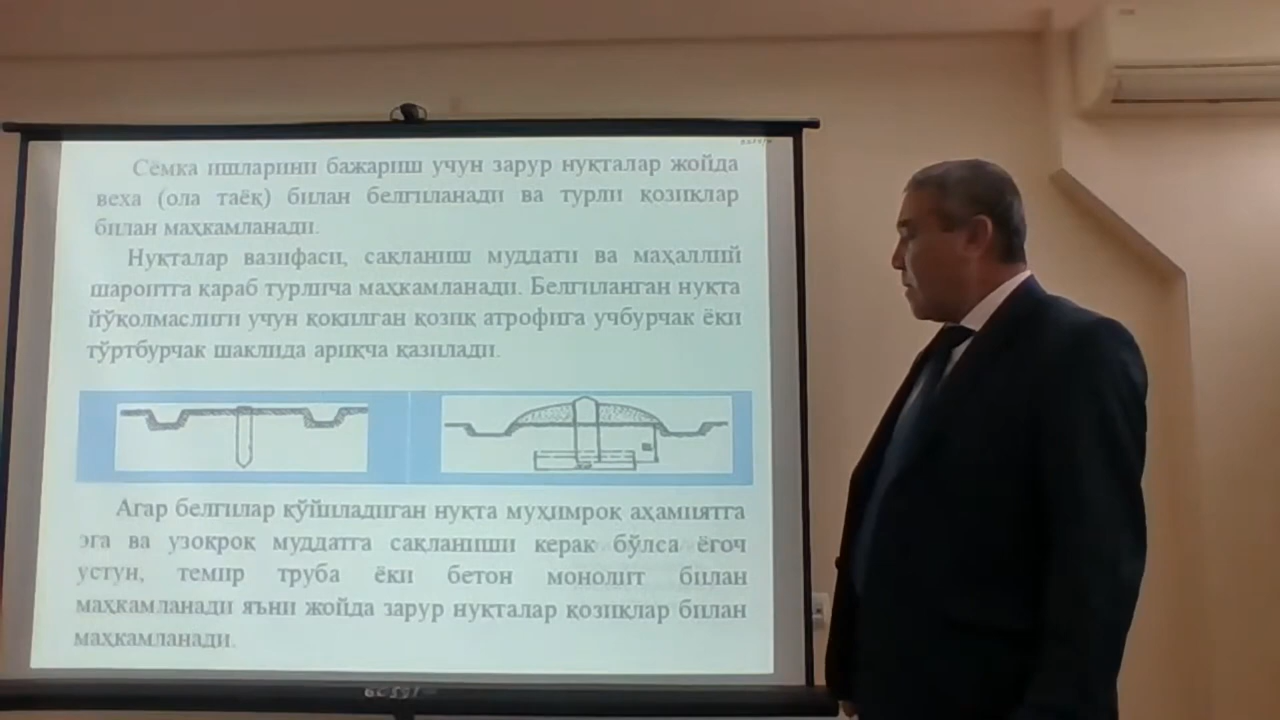 Сёмка ишларини бажариш учун зарур нуқталар жойда
веха (ола таёқ) билан белгиланади ва турли қозиқлар
билан маҳкамланади.
Нуқталар вазифаси, сақланиш муддати ва маҳаллий
шароитга қараб турлича маҳкамланади. Белгиланган нуқта
йўқолмаслиги учун қоқилган қозиқ атрофига учбурчак ёки
тўртбурчак шаклида ариқча қазилади.
Агар белгилар қўйиладиган нуқта муҳимроқ аҳамиятга
эга ва узоқроқ муддатга сақланиши керак бўлса ёғоч
устун, темир труба ёки бетон монолит билан
маҳкамланади яъни жойда зарур нуқталар қозиқлар билан
маҳкамланади.